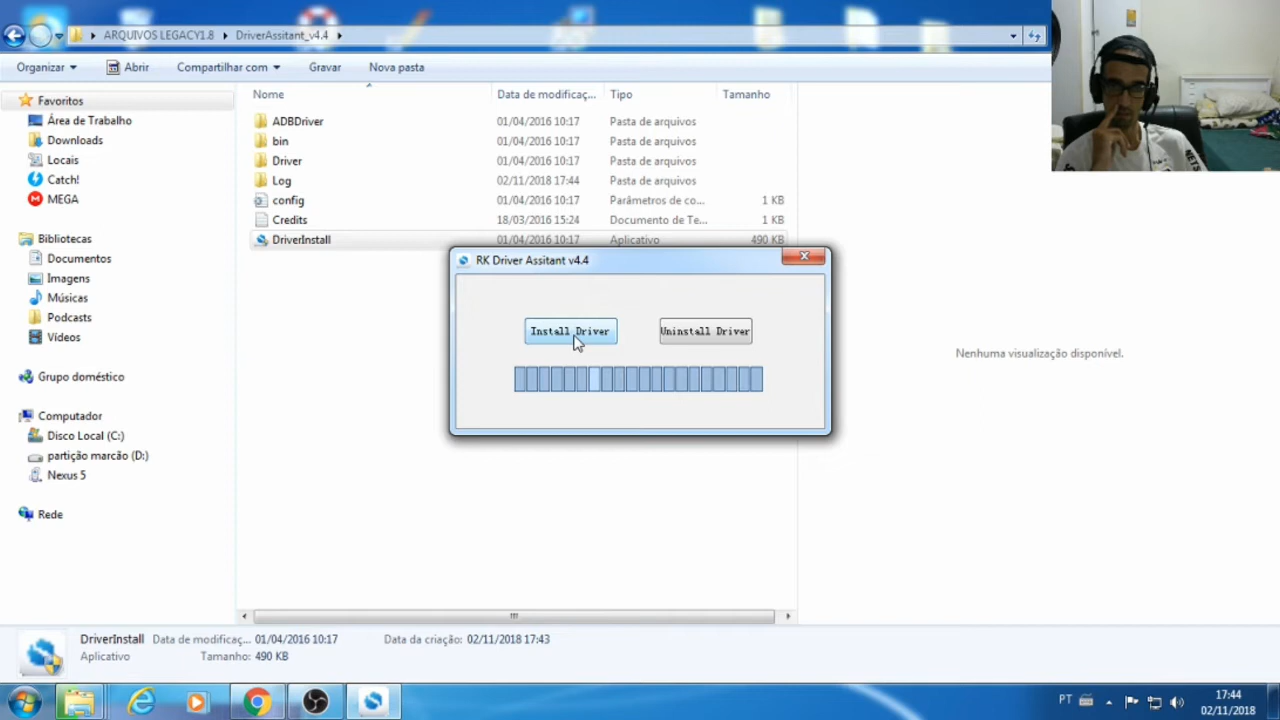 ARQUIVOS LEGACY1.8 DriverAssitant_v4.4
Organizar Abrir Compartilhar com Gravar Nova pasta
Favoritos
Área de Trabalho
Downloads
Locais
Catch!
MEGA
Bibliotecas
Documentos
Imagens
Músicas
Podcasts
Vídeos
Grupo doméstico
Computador
Disco Local (C:)
partição marcão (D:)
Nexus 5
Rede
Nome Data de modificaç... Tipo Tamanho
ADBDriver 01/04/2016 10:17 Pasta de arquivos
bin 01/04/2016 10:17 Pasta de arquivos
Driver 01/04/2016 10:17 Pasta de arquivos
Log 02/11/2018 17:44 Pasta de arquivos
config 01/04/2016 10:17 Parâmetros de co... 1 KB
Credits 18/03/2016 15:24 Documento de Te... 1 KB
DriverInstall 01/04/2016 10:17 Aplicativo 490 KB
RK Driver Assitant v4.4
Install Driver Uninstall Driver
Nenhuma visualização disponível.
DriverInstall Data de modificaç... 01/04/2016 10:17 Data da criação: 02/11/2018 17:43
Aplicativo Tamanho: 490 KB
PT
17:44
02/11/2018